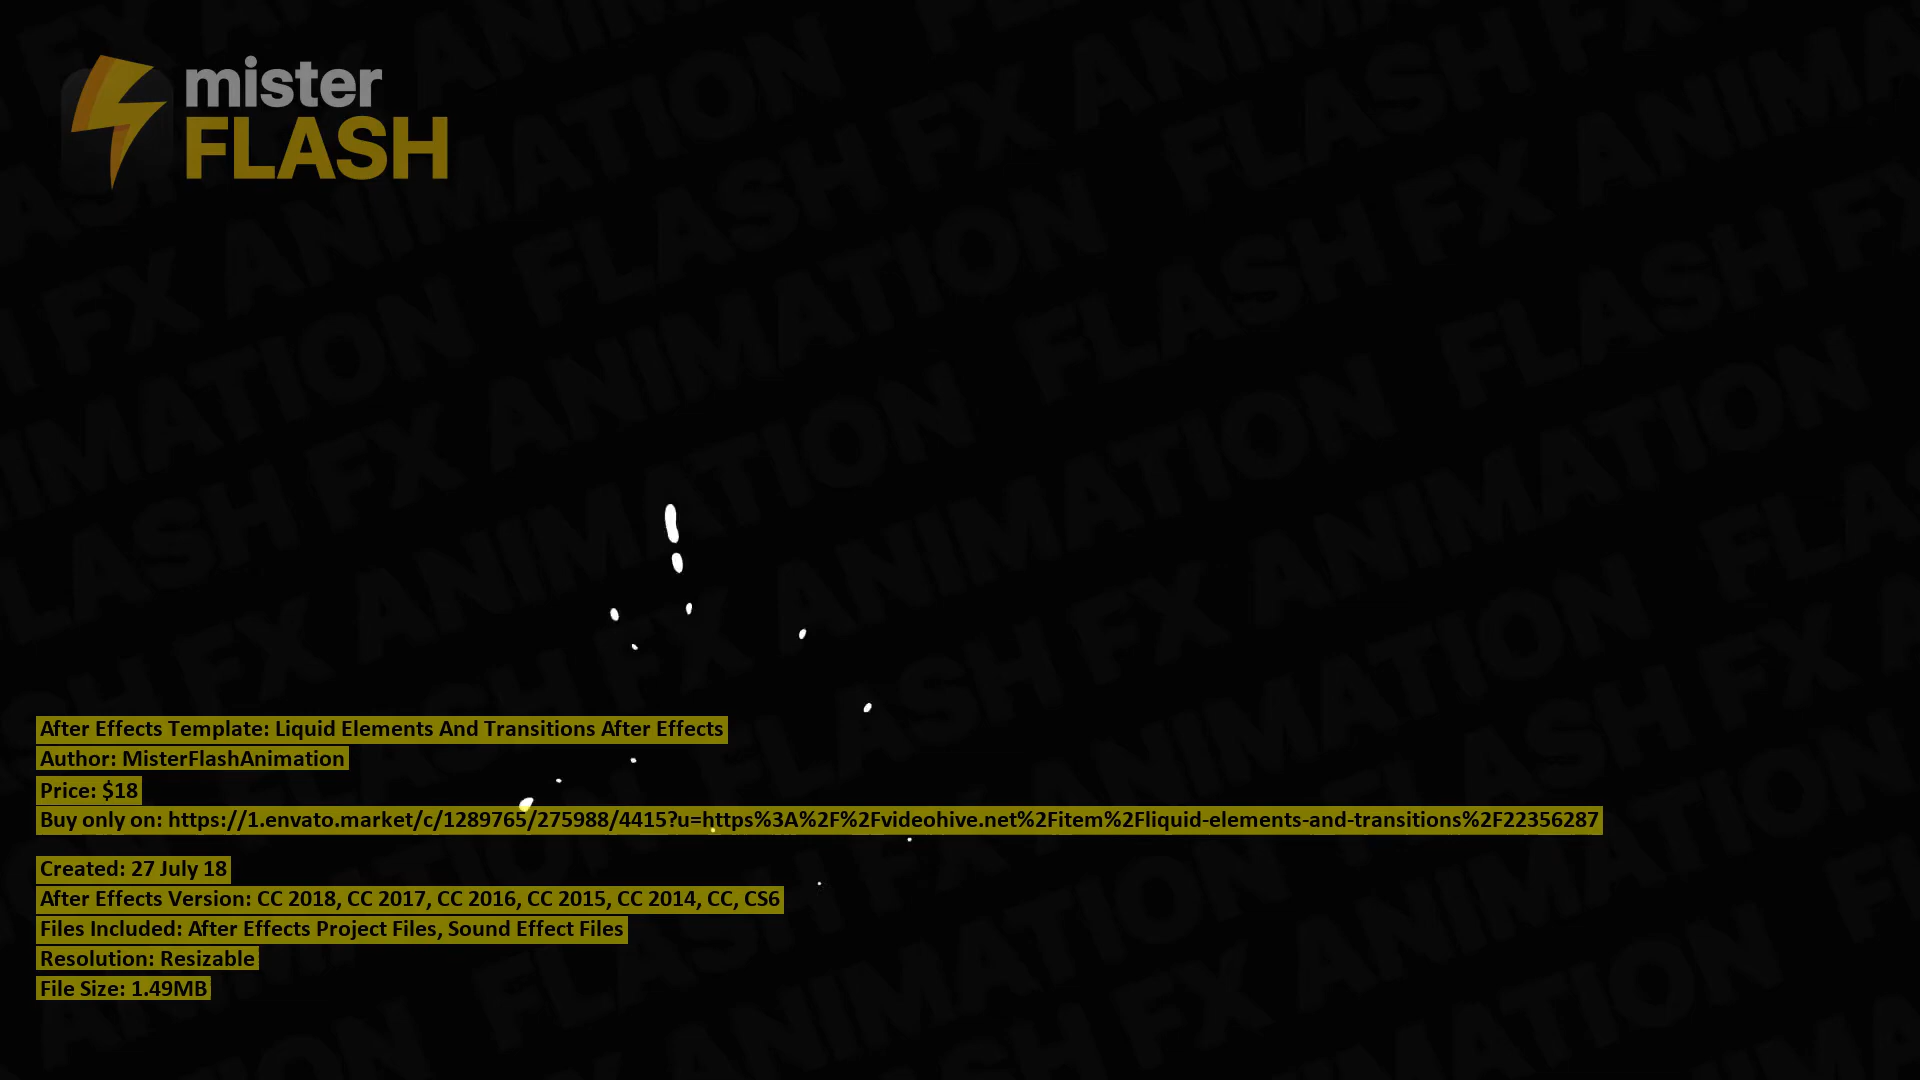 mister
FLASH
After Effects Template: Liquid Elements And Transitions After Effects
Author: MisterFlashAnimation
Price: $18
Buy only on: https://1.envato.market/c/1289765/275988/4415?u=https%3A%2F%2Fvideohive.net%2Fitem%2Fliquid-elements-and-transitions%2F22356287
Created: 27 July 18
After Effects Version: CC 2018, CC 2017, CC 2016, CC 2015, CC 2014, CC, CS6
Files Included: After Effects Project Files, Sound Effect Files
Resolution: Resizable
File Size: 1.49MB
FLASH FX ANIMATION